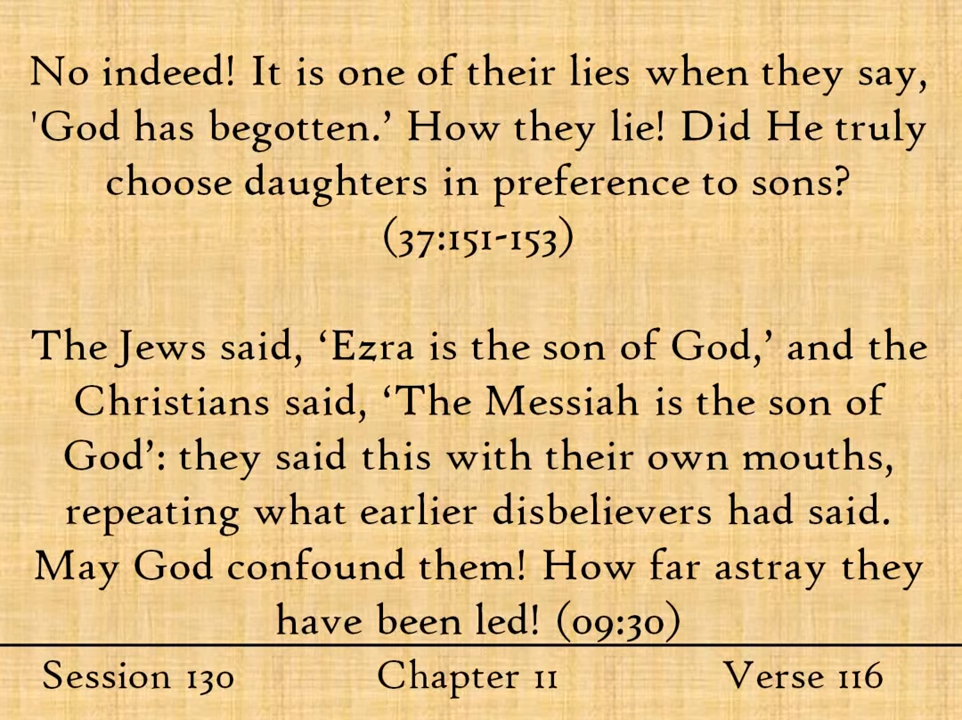 No indeed! It is one of their lies when they say,
'God has begotten.’ How they lie! Did He truly
choose daughters in preference to sons?
(37:151-153)
The Jews said, ‘Ezra is the son of God,’ and the
Christians said, ‘The Messiah is the son of
God’: they said this with their own mouths,
repeating what earlier disbelievers had said.
May God confound them! How far astray they
have been led! (09:30)
Session 130 Chapter 11 Verse 116